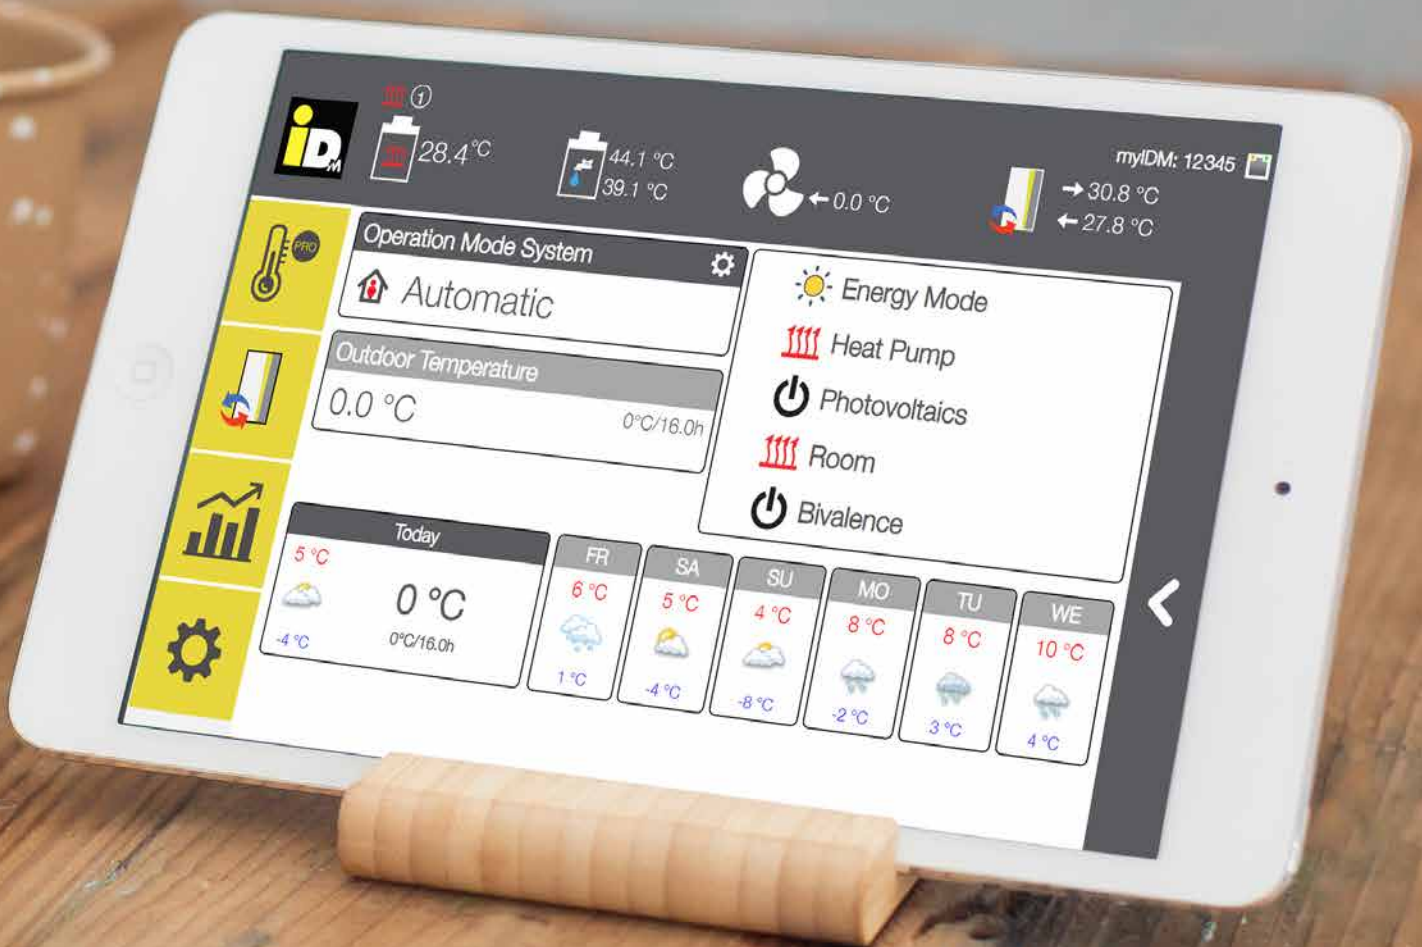 iDM
1
28.4°C
44.1 °C
39.1 °C
0.0 °C
myIDM: 12345
30.8 °C
27.8 °C
PRO
Operation Mode System
Automatic
Outdoor Temperature
0.0 °C
0°C/16.0h
Energy Mode
Heat Pump
Photovoltaics
Room
Bivalence
Today
5 °C
0 °C
-4 °C
0°C/16.0h
FR
6 °C
1 °C
SA
5 °C
-4 °C
SU
4 °C
-8 °C
MO
8 °C
-2 °C
TU
8 °C
3 °C
WE
10 °C
4 °C